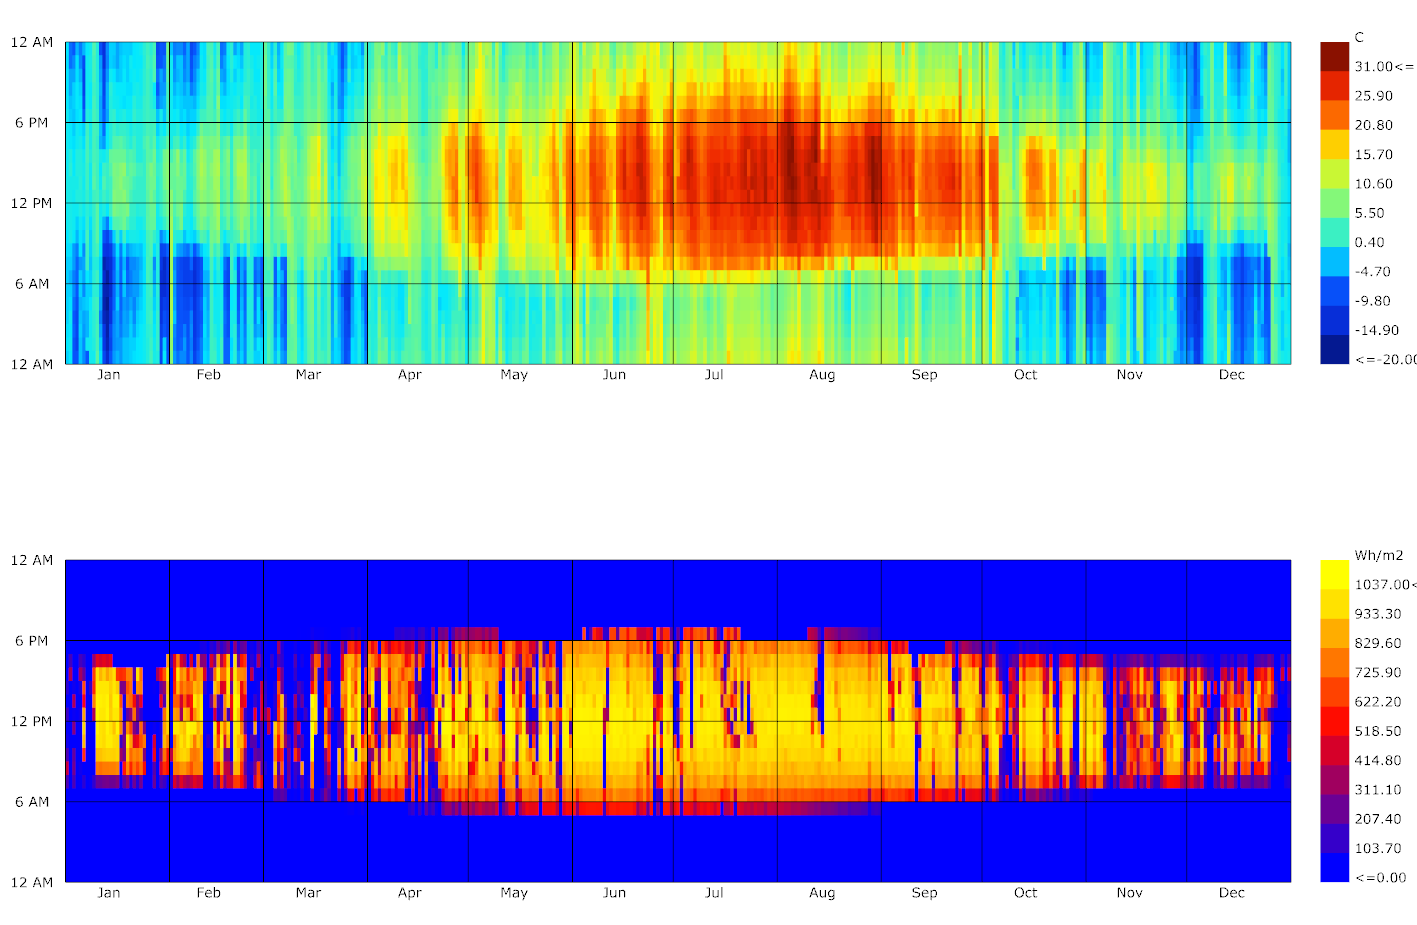 C
12 AM
31.00<=
25.90
20.80
6 PM
15.70
10.60
12 PM
5.50
0.40
-4.70
6 AM
-9.80
-14.90
12 AM
<=-20.00
Jan Feb Mar Apr May Jun Jul Aug Sep Oct Nov Dec
Wh/m2
12 AM
1037.00<
933.30
6 PM
829.60
725.90
622.20
12 PM
518.50
414.80
311.10
6 AM
207.40
103.70
12 AM
<=0.00
Jan Feb Mar Apr May Jun Jul Aug Sep Oct Nov Dec